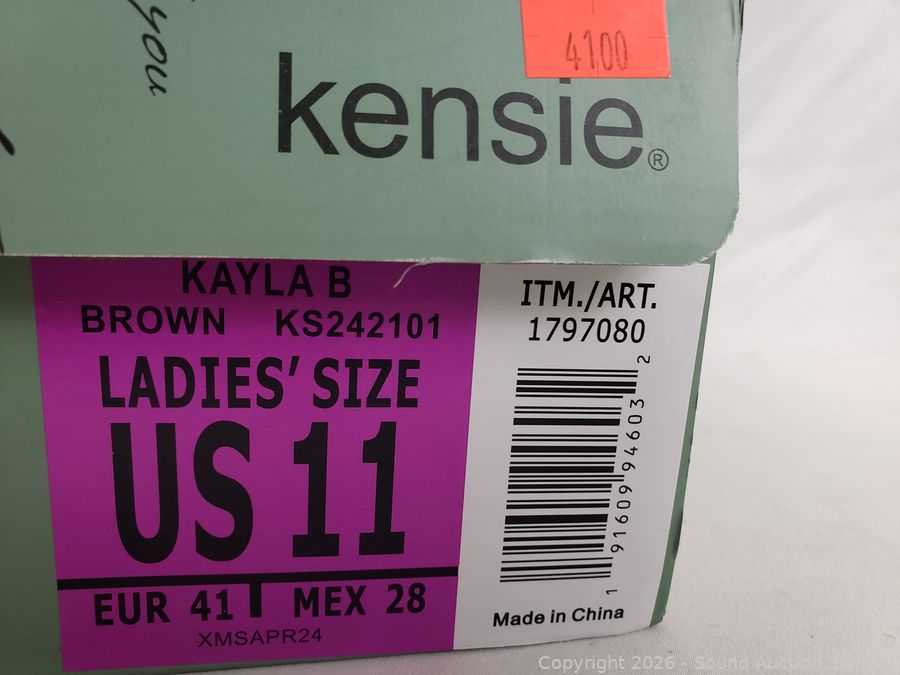 you
4100
kensie®
KAYLA B
BROWN KS242101
LADIES' SIZE
US 11
EUR 41 MEX 28
XMSAPR24
ITM./ART.
1797080
1 91609 94603 2
Made in China
Copyright 2026 - Sound Auction Service